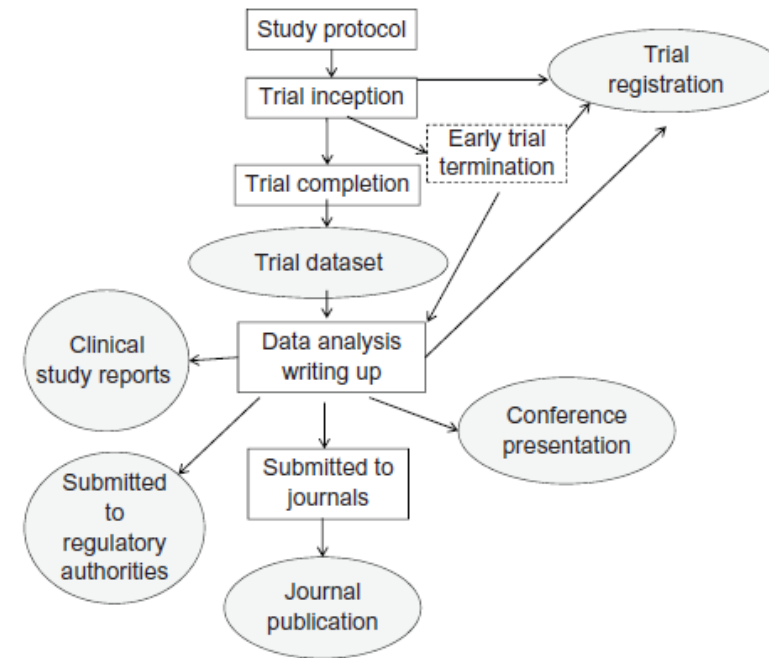 Study protocol
Trial
registration
Trial inception
Early trial
termination
Trial completion
Trial dataset
Clinical
study reports
Data analysis
writing up
Conference
presentation
Submitted
to
regulatory
authorities
Submitted to
journals
Journal
publication